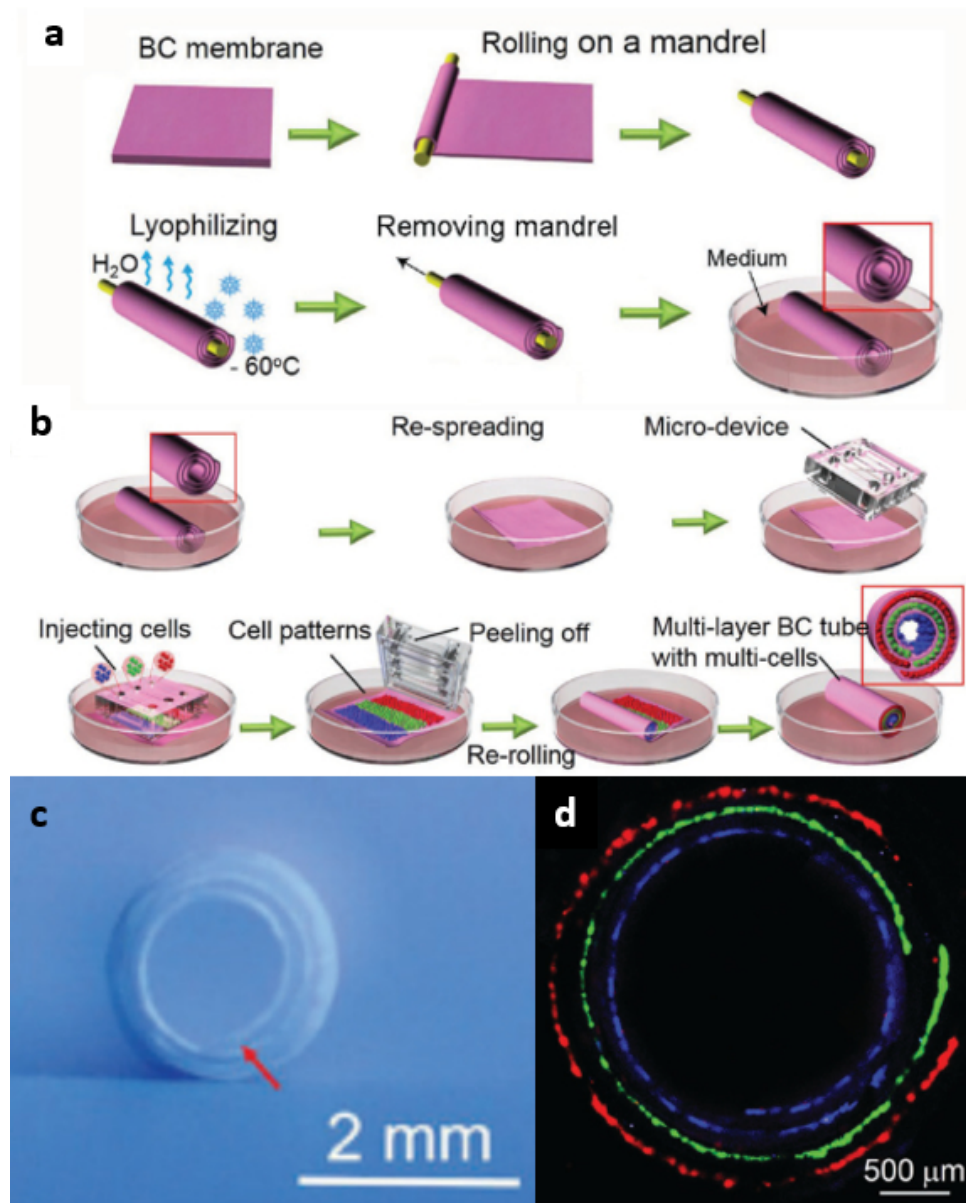 a
BC membrane
Rolling on a mandrel
Lyophilizing
H₂O
- 60°C
Removing mandrel
Medium
b
Re-spreading
Micro-device
Injecting cells
Cell patterns
Peeling off
Re-rolling
Multi-layer BC tube
with multi-cells
c
2 mm
d
500 μm